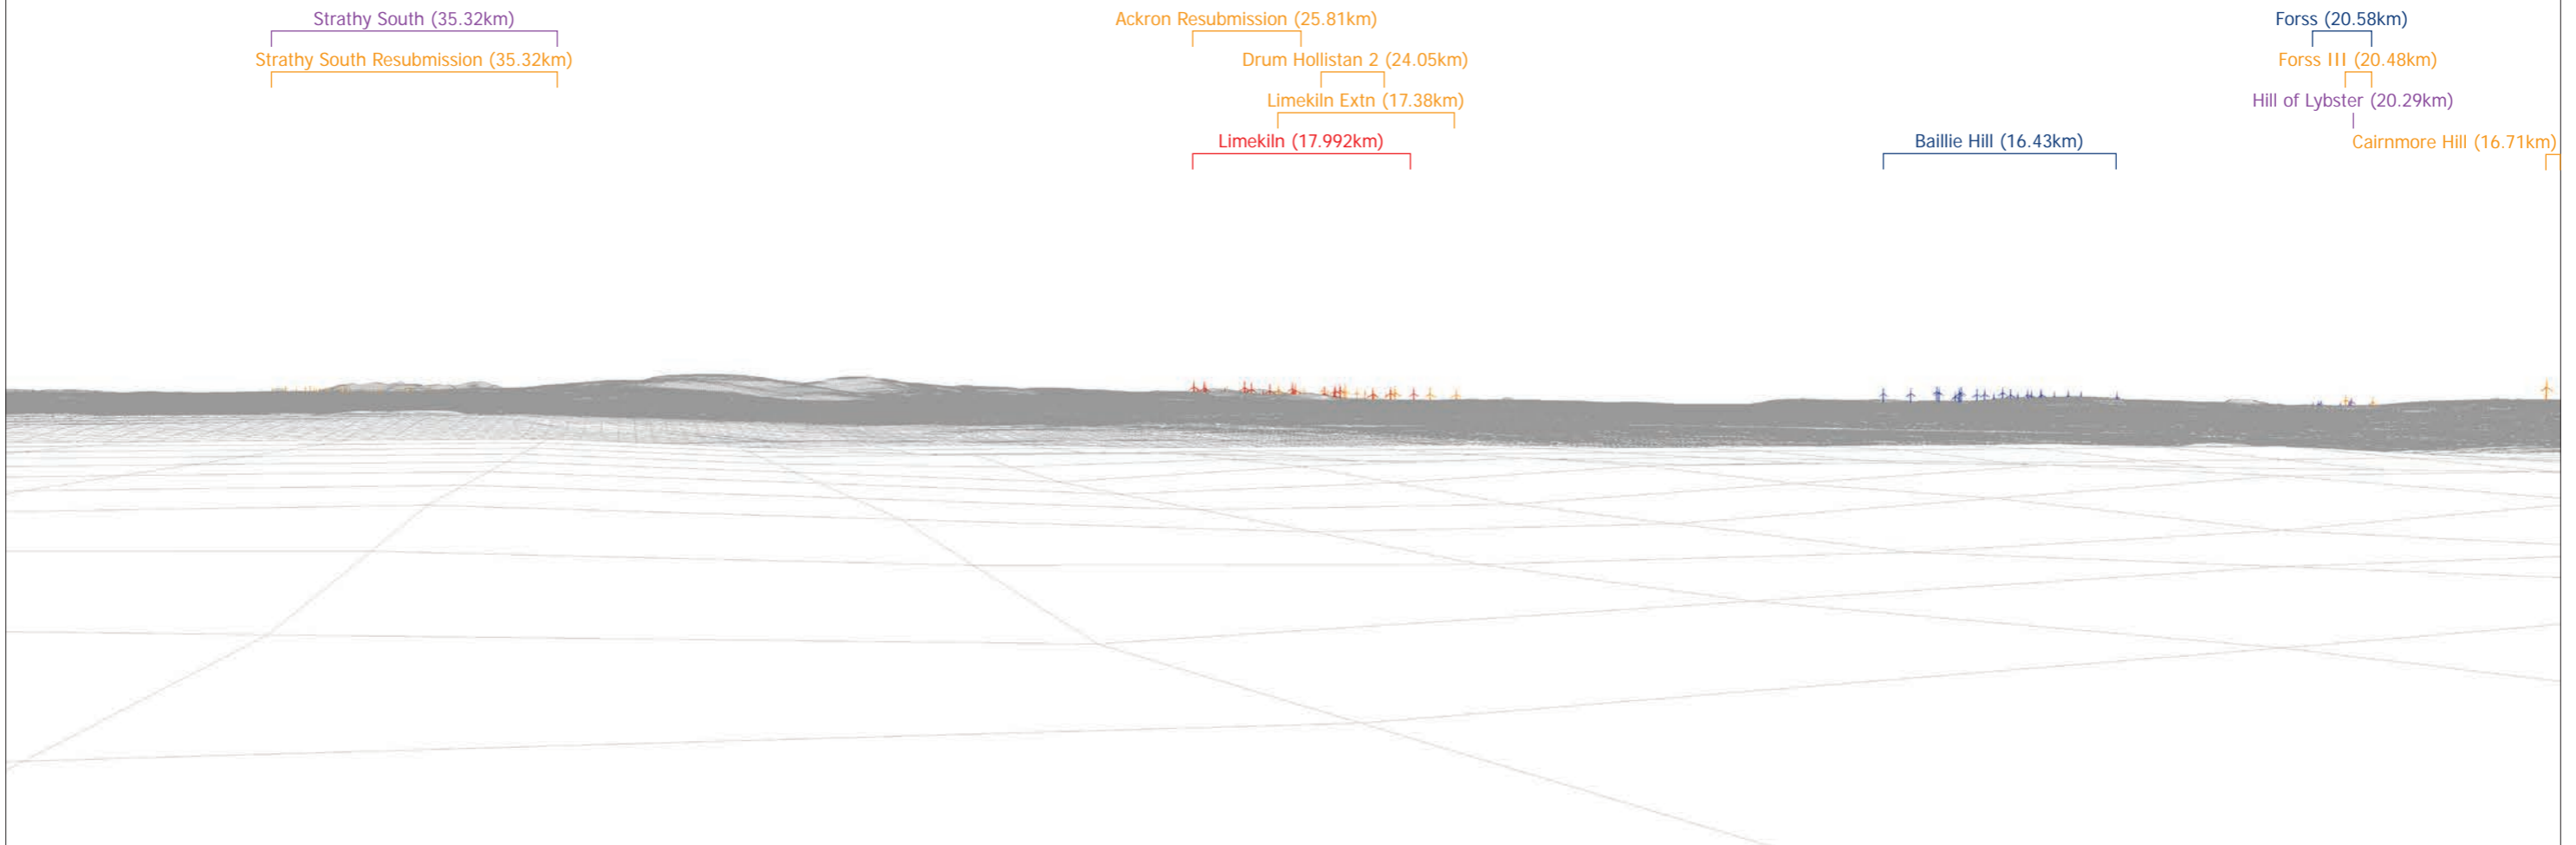 Strathy South (35.32km)
Strathy South Resubmission (35.32km)
Ackron Resubmission (25.81km)
Drum Hollistan 2 (24.05km)
Limekiln Extn (17.38km)
Limekiln (17.992km)
Baillie Hill (16.43km)
Forss (20.58km)
Forss III (20.48km)
Hill of Lybster (20.29km)
Cairnmore Hill (16.71km)